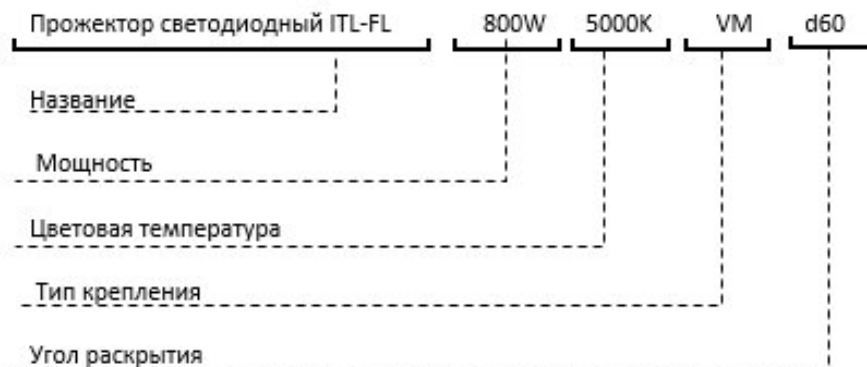 Прожектор светодиодный ITL-FL 800W 5000K VM d60
Название
Мощность
Цветовая температура
Тип крепления
Угол раскрытия